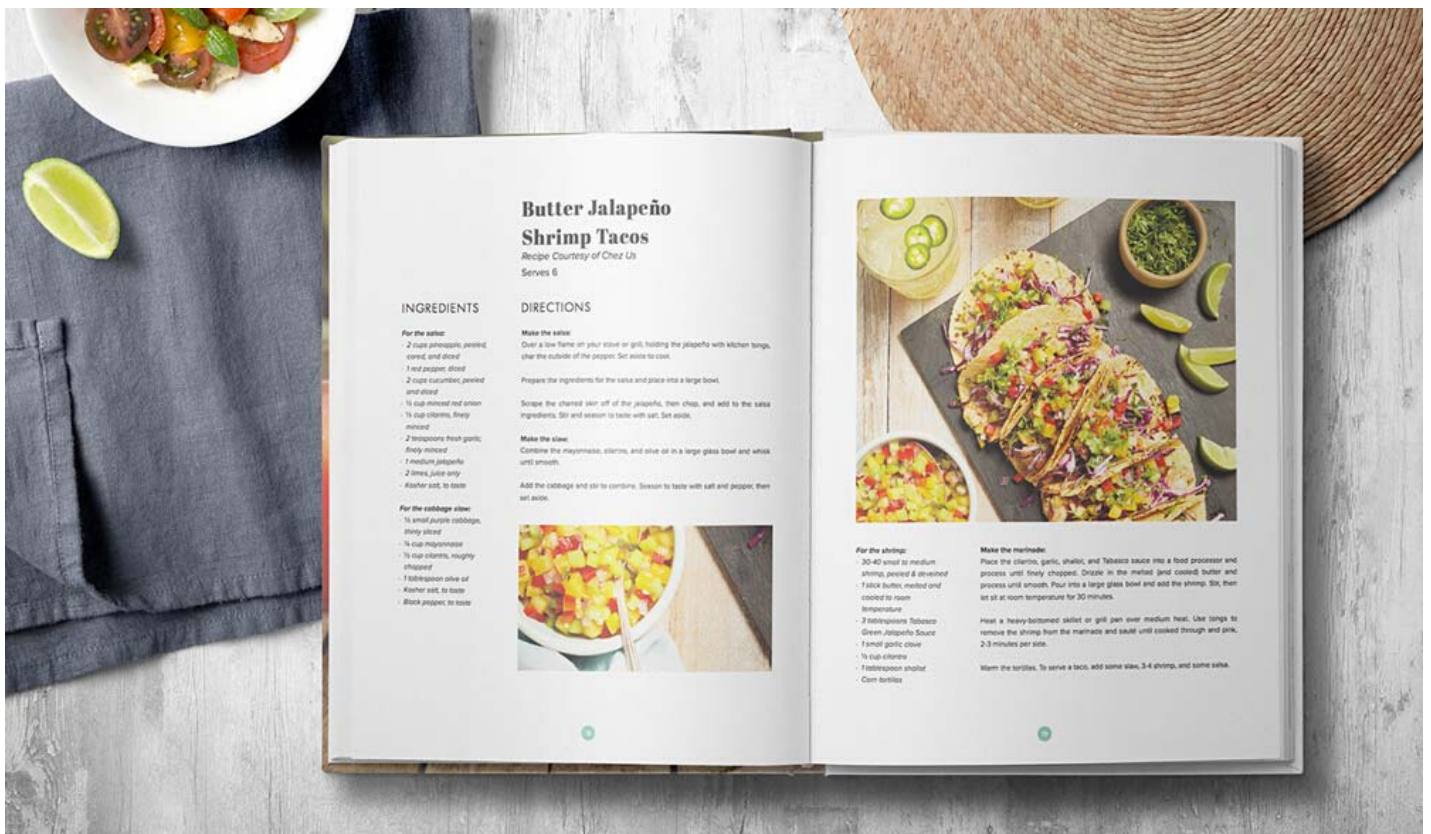 Butter Jalapeño
Shrimp Tacos
Recipe Courtesy of Chez Us
Serves 6
INGREDIENTS
For the salsa:
- 2 cups pineapple, peeled,
cored, and diced
- 1 red pepper, diced
- 2 cups cucumber, peeled
and diced
- cup minced red onion
- cup cilantro, finely
minced
- 2 teaspoons fresh garlic,
finely minced
- 1 medium jalapeño
- 2 limes, juice only
- Kosher salt, to taste
For the cabbage slaw:
- small purple cabbage,
thinly sliced
- cup mayonnaise
- cup cilantro, roughly
chopped
- 1 tablespoon olive oil
- Kosher salt, to taste
- Black pepper, to taste
DIRECTIONS
Make the salsa:
Over a low flame on your stove or grill, holding the jalapeño with kitchen tongs,
char the outside of the pepper. Set aside to cool.
Prepare the ingredients for the salsa and place into a large bowl.
Scrape the charred skin off of the jalapeño, then chop, and add to the salsa
ingredients. Stir and season to taste with salt. Set aside.
Make the slaw:
Combine the mayonnaise, cilantro, and olive oil in a large glass bowl and whisk
until smooth.
Add the cabbage and stir to combine. Season to taste with salt and pepper, then
set aside.
For the shrimp:
- 30-40 small to medium
shrimp, peeled & deveined
- 1 stick butter, melted and
cooled to room
temperature
- 3 tablespoons Tabasco
Green Jalapeño Sauce
- 1 small garlic clove
- cup cilantro
- 1 tablespoon shallot
- Corn tortillas
Make the marinade:
Place the cilantro, garlic, shallot, and Tabasco sauce into a food processor and
process until finely chopped. Drizzle in the melted (and cooled) butter and
process until smooth. Pour into a large glass bowl and add the shrimp. Stir, then
let sit at room temperature for 30 minutes.
Heat a heavy-bottomed skillet or grill pan over medium heat. Use tongs to
remove the shrimp from the marinade and sauté until cooked through and pink,
2-3 minutes per side.
Warm the tortillas. To serve a taco, add some slaw, 3-4 shrimp, and some salsa.